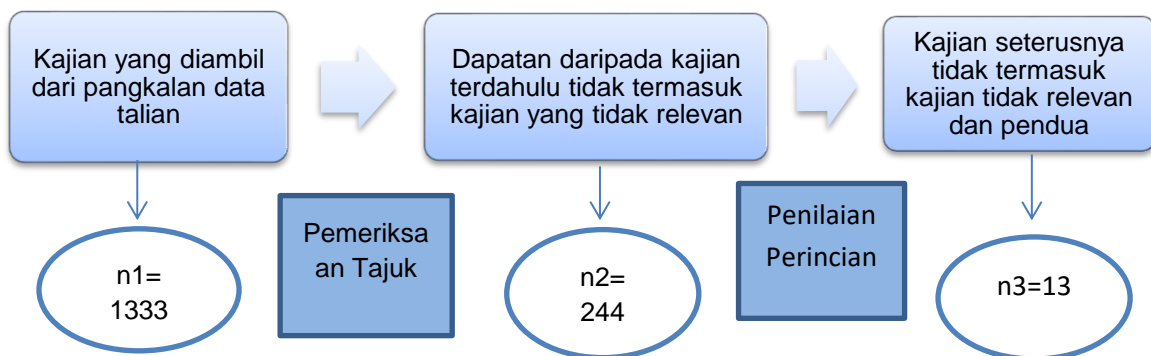 Kajian yang diambil
dari pangkalan data
talian
Dapatan daripada kajian
terdahulu tidak termasuk
kajian yang tidak relevan
Kajian seterusnya
tidak termasuk
kajian tidak relevan
dan pendua
n1=
1333
Pemeriksa
an Tajuk
n2=
244
Penilaian
Perincian
n3=13